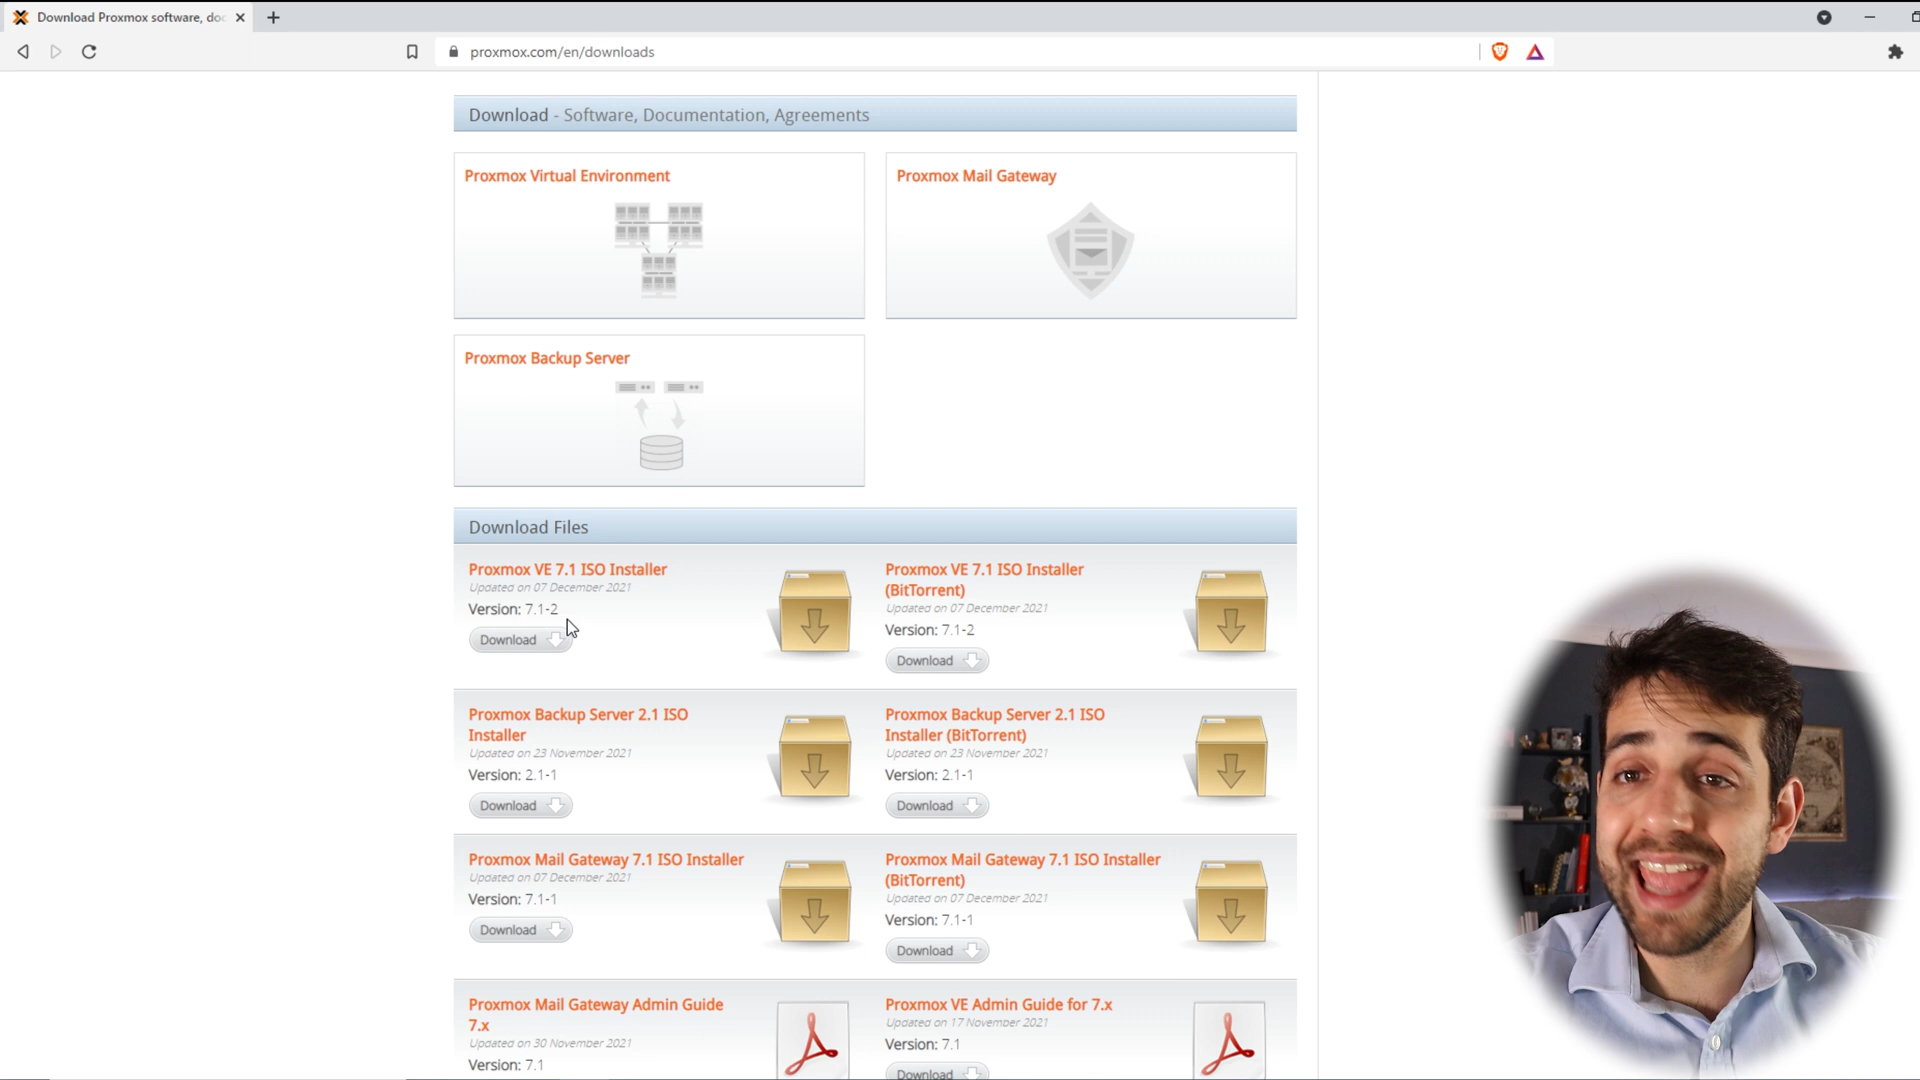 Download Proxmox software, doc
proxmox.com/en/downloads
Download - Software, Documentation, Agreements
Proxmox Virtual Environment
Proxmox Mail Gateway
Proxmox Backup Server
Download Files
Proxmox VE 7.1 ISO Installer
Updated on 07 December 2021
Version: 7.1-2
Download
Proxmox VE 7.1 ISO Installer
(BitTorrent)
Updated on 07 December 2021
Version: 7.1-2
Download
Proxmox Backup Server 2.1 ISO
Installer
Updated on 23 November 2021
Version: 2.1-1
Download
Proxmox Backup Server 2.1 ISO
Installer (BitTorrent)
Updated on 23 November 2021
Version: 2.1-1
Download
Proxmox Mail Gateway 7.1 ISO Installer
Updated on 07 December 2021
Version: 7.1-1
Download
Proxmox Mail Gateway 7.1 ISO Installer
(BitTorrent)
Updated on 07 December 2021
Version: 7.1-1
Download
Proxmox Mail Gateway Admin Guide
7.x
Updated on 30 November 2021
Version: 7.1
Proxmox VE Admin Guide for 7.x
Updated on 17 November 2021
Version: 7.1
Download